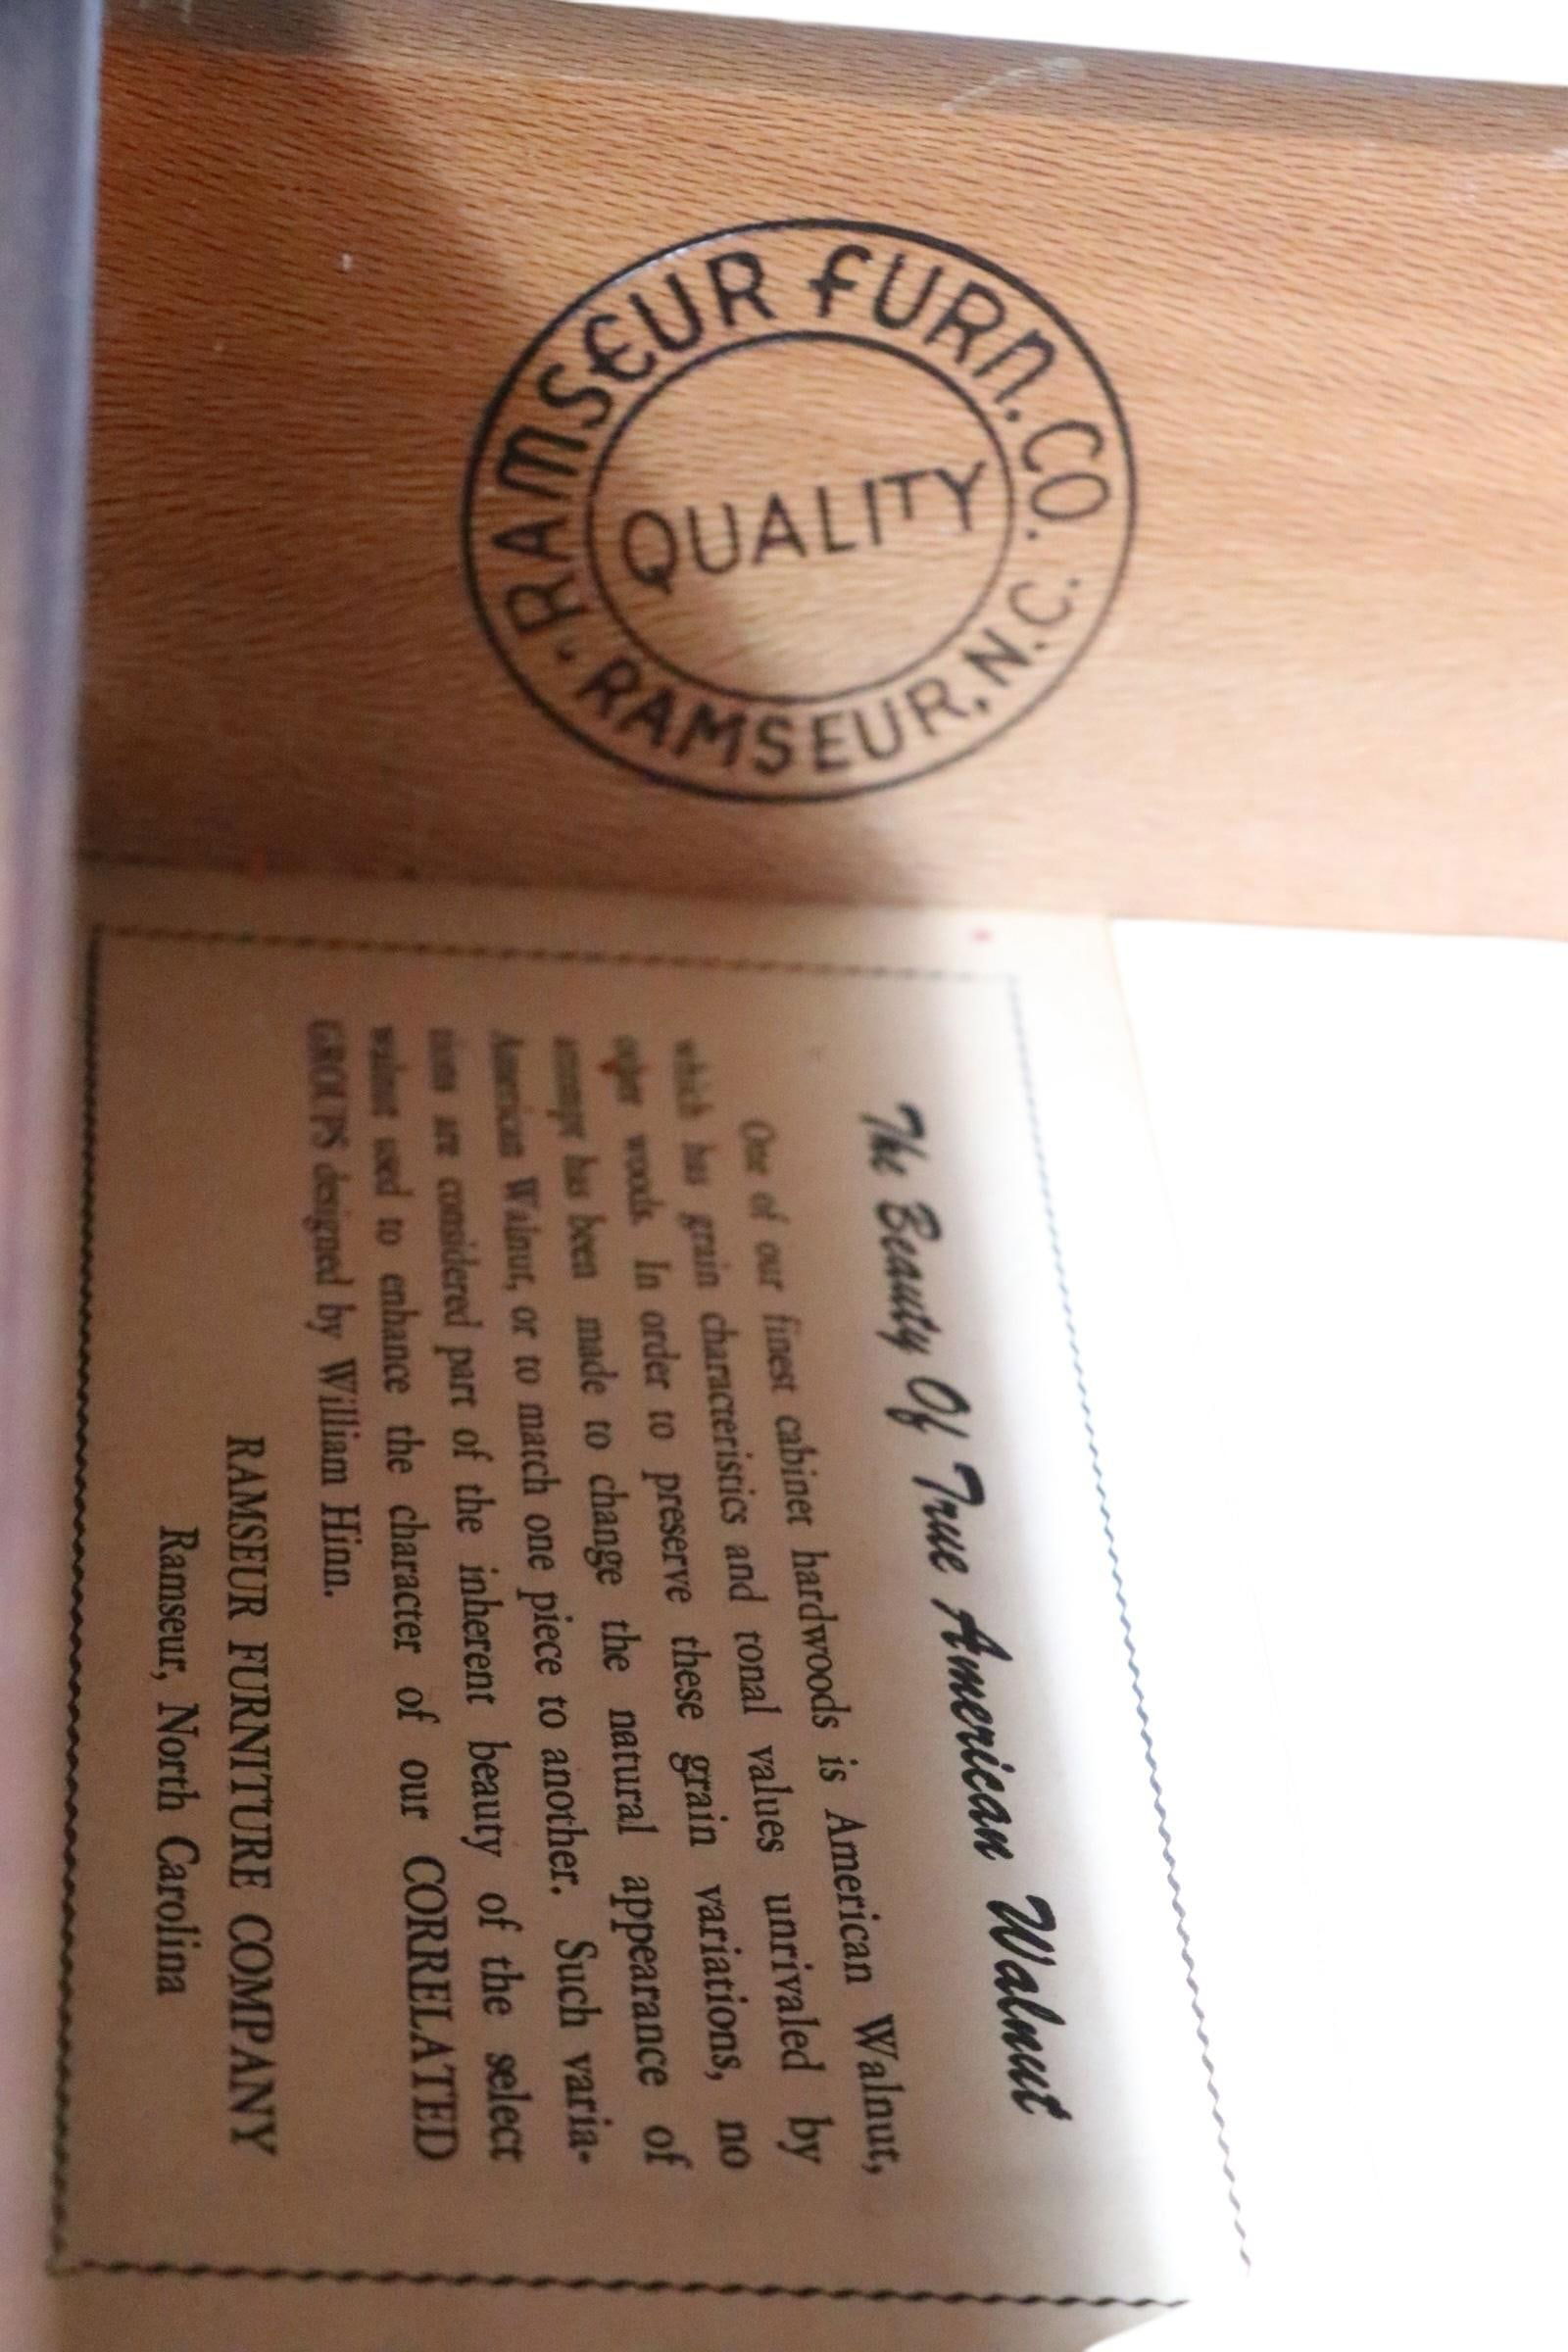 RAMSEUR FURN. CO.
QUALITY
RAMSEUR, N.C.
The Beauty Of True American Walnut
One of our finest cabinet hardwoods is American Walnut,
which has grain characteristics and tonal values unrivaled by
other woods. In order to preserve these grain variations, no
attempt has been made to change the natural appearance of
American Walnut, or to match one piece to another. Such varia-
tions are considered part of the inherent beauty of the select
walnut used to enhance the character of our CORRELATED
GROUPS designed by William Hinn.
RAMSEUR FURNITURE COMPANY
Ramseur, North Carolina